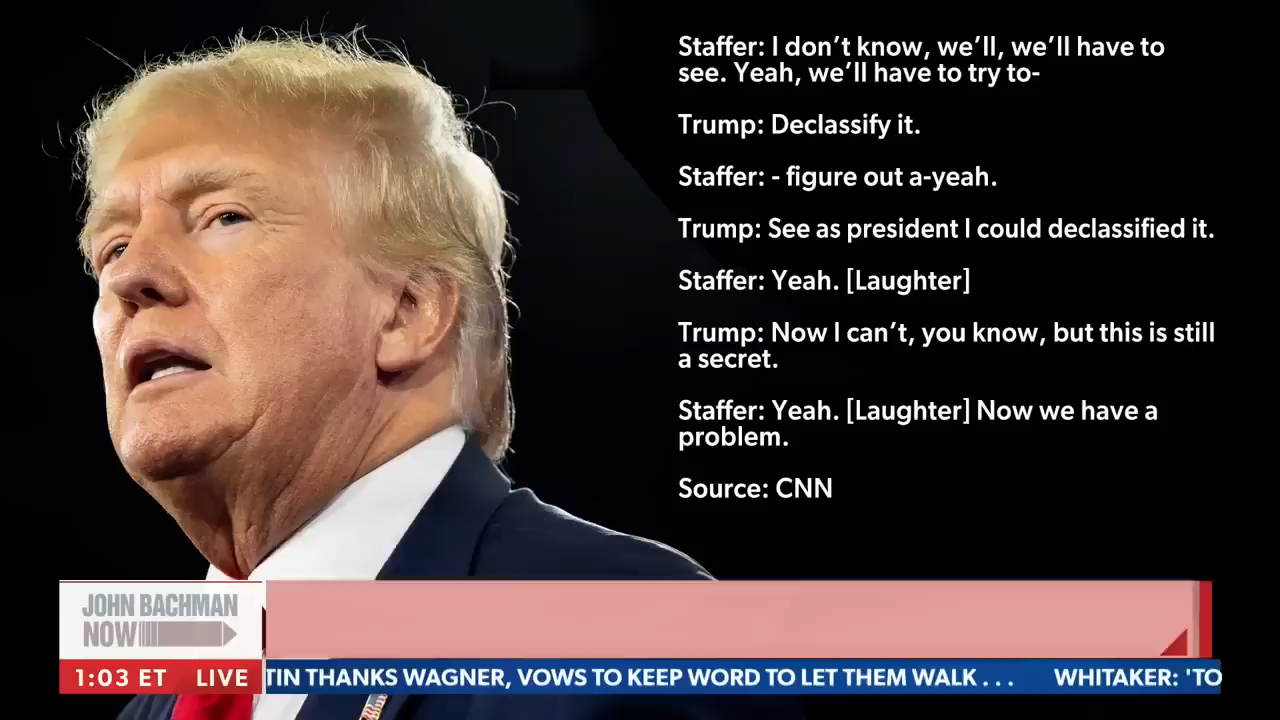 Staffer: I don't know, we'll, we'll have to
see. Yeah, we'll have to try to-
Trump: Declassify it.
Staffer: - figure out a-yeah.
Trump: See as president I could declassified it.
Staffer: Yeah. [Laughter]
Trump: Now I can't, you know, but this is still
a secret.
Staffer: Yeah. [Laughter] Now we have a
problem.
Source: CNN
JOHN BACHMAN
NOW
1:03 ET LIVE
TIN THANKS WAGNER, VOWS TO KEEP WORD TO LET THEM WALK . . . WHITAKER: 'TO